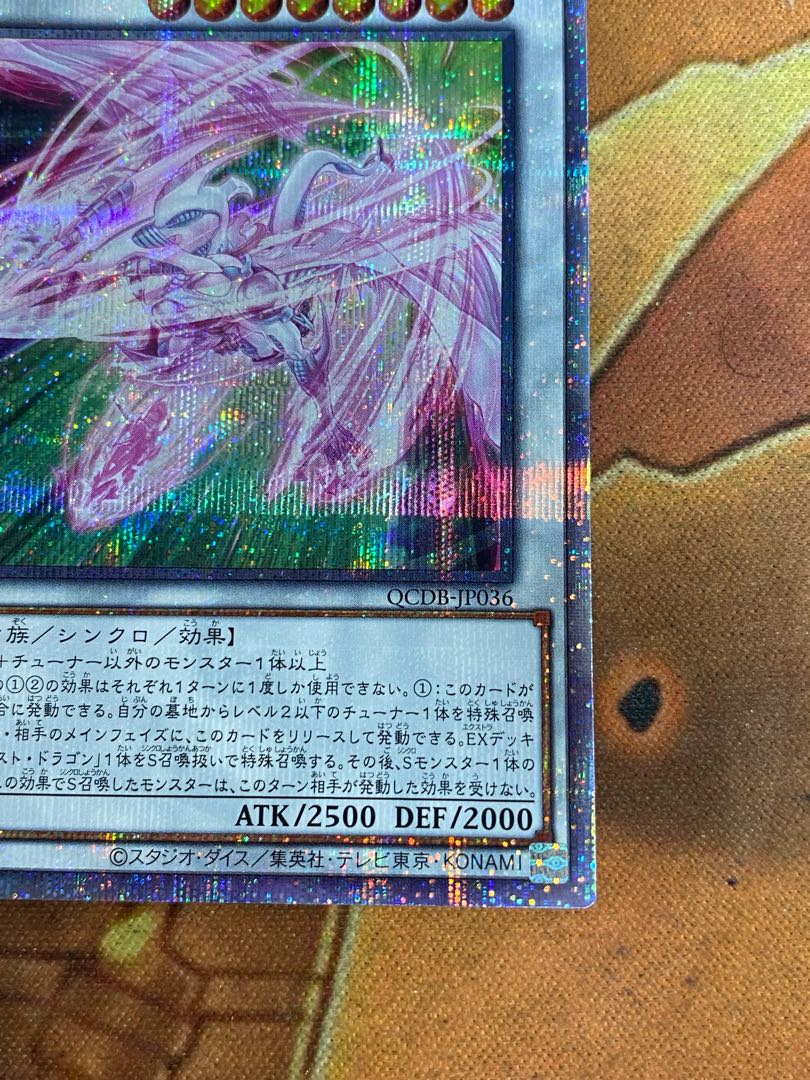 QCDB-JP036
族／シンクロ／効果】
＋チューナー以外のモンスター1体以上
の①②の効果はそれぞれ1ターンに1度しか使用できない。①：このカードが
合に発動できる。自分の墓地からレベル2以下のチューナー1体を特殊召喚
・相手のメインフェイズに、このカードをリリースして発動できる。EXデッキ
スト・ドラゴン」1体をS召喚扱いで特殊召喚する。その後、Sモンスター1体の
の効果でS召喚したモンスターは、このターン相手が発動した効果を受けない。
ATK/2500 DEF/2000
©スタジオ・ダイス／集英社・テレビ東京・KONAMI